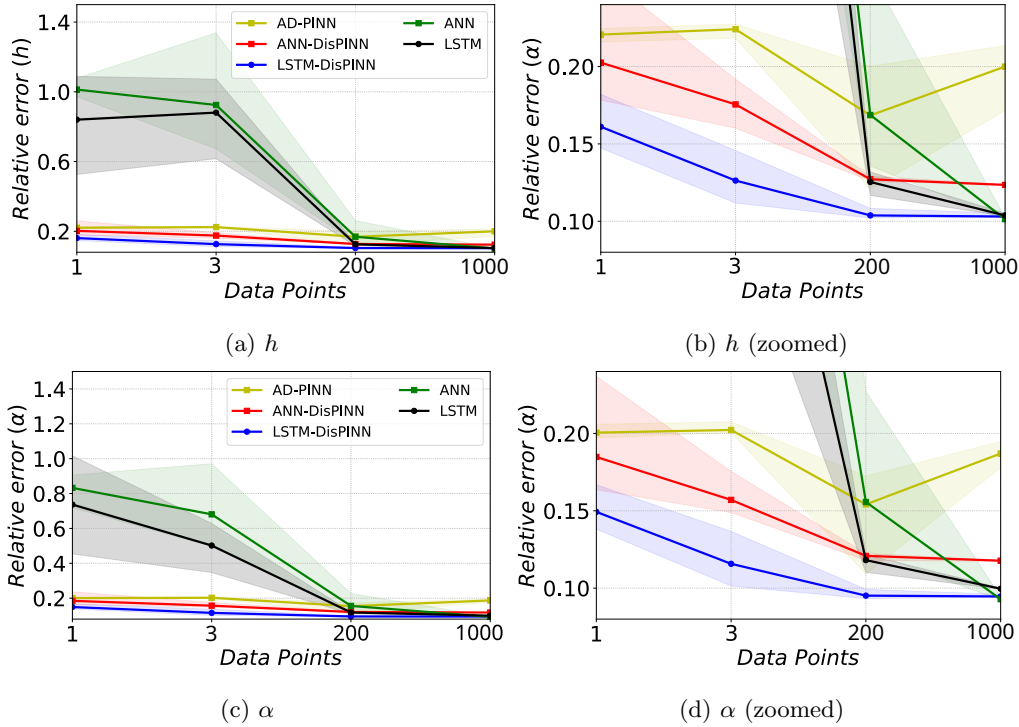 Relative error (h)
1.4
1.0
0.6
0.2
AD-PINN
ANN-DisPINN
LSTM-DisPINN
ANN
LSTM
1 3 200 1000
Data Points
(a) h
Relative error (α)
0.20
0.15
0.10
1 3 200 1000
Data Points
(b) h (zoomed)
Relative error (α)
1.4
1.0
0.8
0.6
0.4
0.2
AD-PINN
ANN-DisPINN
LSTM-DisPINN
ANN
LSTM
1 3 200 1000
Data Points
(c) α
Relative error (α)
0.20
0.15
0.10
1 3 200 1000
Data Points
(d) α (zoomed)